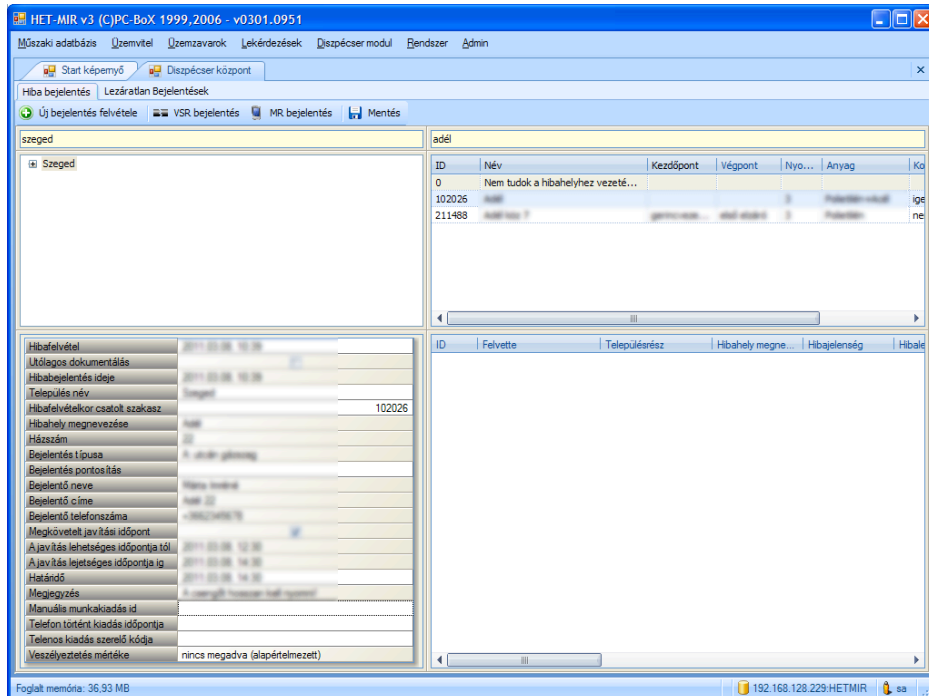 HET-MIR v3 (C)PC-BoX 1999,2006 - v0301.0951
Műszaki adatbázis Üzemvitel Üzemzavarok Lekérdezések Diszpécser modul Rendszer Admin
Start képernyő Diszpécser központ
Hiba bejelentés Lezáratlan Bejelentések
Új bejelentés felvétele VSR bejelentés MR bejelentés Mentés
szeged adél
Szeged
ID Név Kezdőpont Végpont Nyo... Anyag Ko
0 Nem tudok a hibahelyhez vezeté...
102026 ige
211488 ne
Hibafelvétel
Utólagos dokumentálás
Hibabejelentés ideje
Település név
Hibafelvételkor csatolt szakasz 102026
Hibahely megnevezése
Házszám
Bejelentés típusa
Bejelentés pontosítás
Bejelentő neve
Bejelentő címe
Bejelentő telefonszáma
Megkövetelt javítási időpont
A javítás lehetséges időpontja tól
A javítás lejetséges időpontja ig
Határidő
Megjegyzés
Manuális munkakiadás id
Telefon történt kiadás időpontja
Telenos kiadás szerelő kódja
Veszélyeztetés mértéke nincs megadva (alapértelmezett)
ID Felvette Településrész Hibahely megne... Hibajelenség Hibale
Foglalt memória: 36,93 MB 192.168.128.229:HETMIR sa